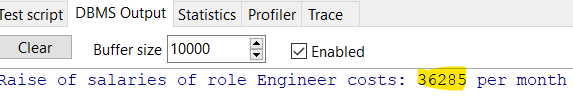 Test script DBMS Output Statistics Profiler Trace
Clear Buffer size 10000 Enabled
Raise of salaries of role Engineer costs: 36285 per month